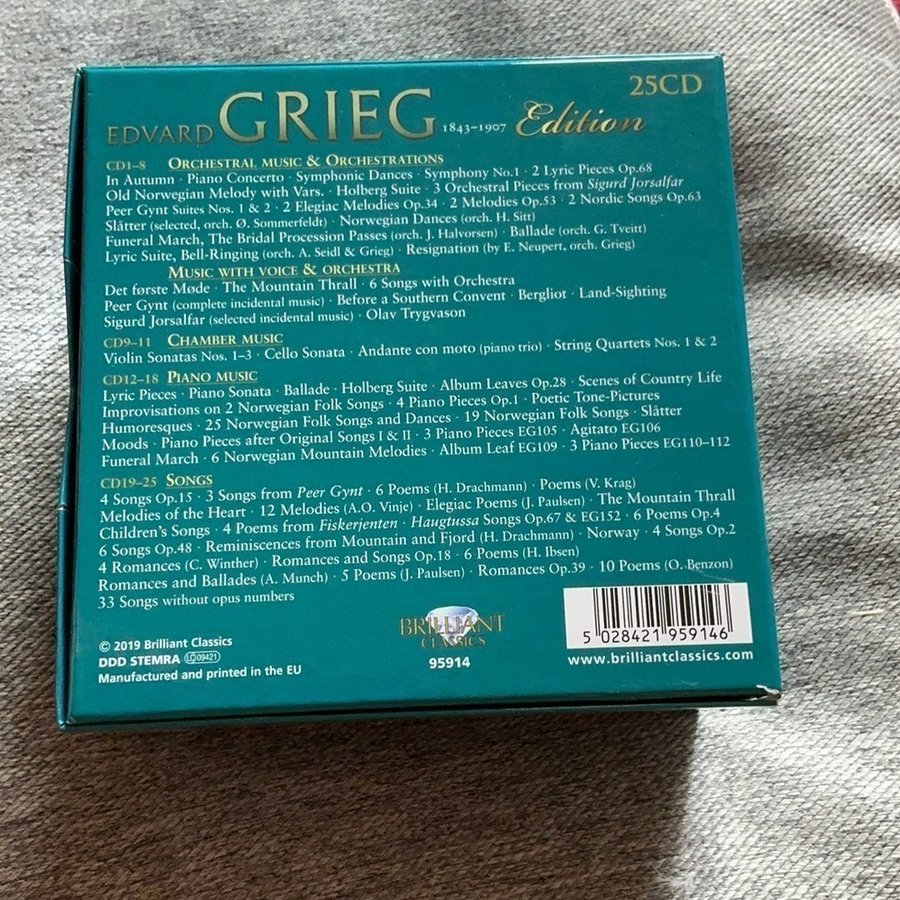 25CD
EDVARD GRIEG 1843–1907 Edition
CD1–8 ORCHESTRAL MUSIC & ORCHESTRATIONS
In Autumn · Piano Concerto · Symphonic Dances · Symphony No.1 · 2 Lyric Pieces Op.68
Old Norwegian Melody with Vars. · Holberg Suite · 3 Orchestral Pieces from Sigurd Jorsalfar
Peer Gynt Suites Nos. 1 & 2 · 2 Elegiac Melodies Op.34 · 2 Melodies Op.53 · 2 Nordic Songs Op.63
Slåtter (selected, orch. Ø. Sommerfeldt) · Norwegian Dances (orch. H. Sitt)
Funeral March, The Bridal Procession Passes (orch. J. Halvorsen) · Ballade (orch. G. Tveitt)
Lyric Suite, Bell-Ringing (orch. A. Seidl & Grieg) · Resignation (by E. Neupert, orch. Grieg)
MUSIC WITH VOICE & ORCHESTRA
Det første Møde · The Mountain Thrall · 6 Songs with Orchestra
Peer Gynt (complete incidental music) · Before a Southern Convent · Bergliot · Land-Sighting
Sigurd Jorsalfar (selected incidental music) · Olav Trygvason
CD9–11 CHAMBER MUSIC
Violin Sonatas Nos. 1–3 · Cello Sonata · Andante con moto (piano trio) · String Quartets Nos. 1 & 2
CD12–18 PIANO MUSIC
Lyric Pieces · Piano Sonata · Ballade · Holberg Suite · Album Leaves Op.28 · Scenes of Country Life
Improvisations on 2 Norwegian Folk Songs · 4 Piano Pieces Op.1 · Poetic Tone-Pictures
Humoresques · 25 Norwegian Folk Songs and Dances · 19 Norwegian Folk Songs · Slåtter
Moods · Piano Pieces after Original Songs I & II · 3 Piano Pieces EG105 · Agitato EG106
Funeral March · 6 Norwegian Mountain Melodies · Album Leaf EG109 · 3 Piano Pieces EG110–112
CD19–25 SONGS
4 Songs Op.15 · 3 Songs from Peer Gynt · 6 Poems (H. Drachmann) · Poems (V. Krag)
Melodies of the Heart · 12 Melodies (A.O. Vinje) · Elegiac Poems (J. Paulsen) · The Mountain Thrall
Children's Songs · 4 Poems from Fiskerjenten · Haugtussa Songs Op.67 & EG152 · 6 Poems Op.4
6 Songs Op.48 · Reminiscences from Mountain and Fjord (H. Drachmann) · Norway · 4 Songs Op.2
4 Romances (C. Winther) · Romances and Songs Op.18 · 6 Poems (H. Ibsen)
Romances and Ballades (A. Munch) · 5 Poems (J. Paulsen) · Romances Op.39 · 10 Poems (O. Benzon)
33 Songs without opus numbers
© 2019 Brilliant Classics
DDD STEMRA LC 09421
Manufactured and printed in the EU
BRILLIANT
CLASSICS
95914
5 028421 959146
www.brilliantclassics.com